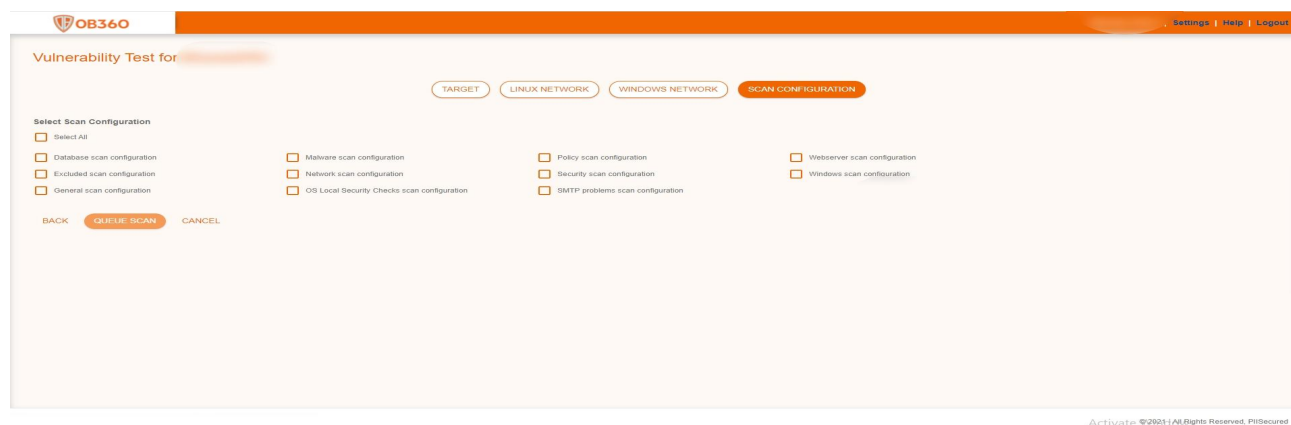 OB360
Settings | Help | Logout
Vulnerability Test for
TARGET LINUX NETWORK WINDOWS NETWORK SCAN CONFIGURATION
Select Scan Configuration
Select All
Database scan configuration Malware scan configuration Policy scan configuration Webserver scan configuration
Excluded scan configuration Network scan configuration Security scan configuration Windows scan configuration
General scan configuration OS Local Security Checks scan configuration SMTP problems scan configuration
BACK QUEUE SCAN CANCEL
Activate ©2021 All Rights Reserved, PIISecured